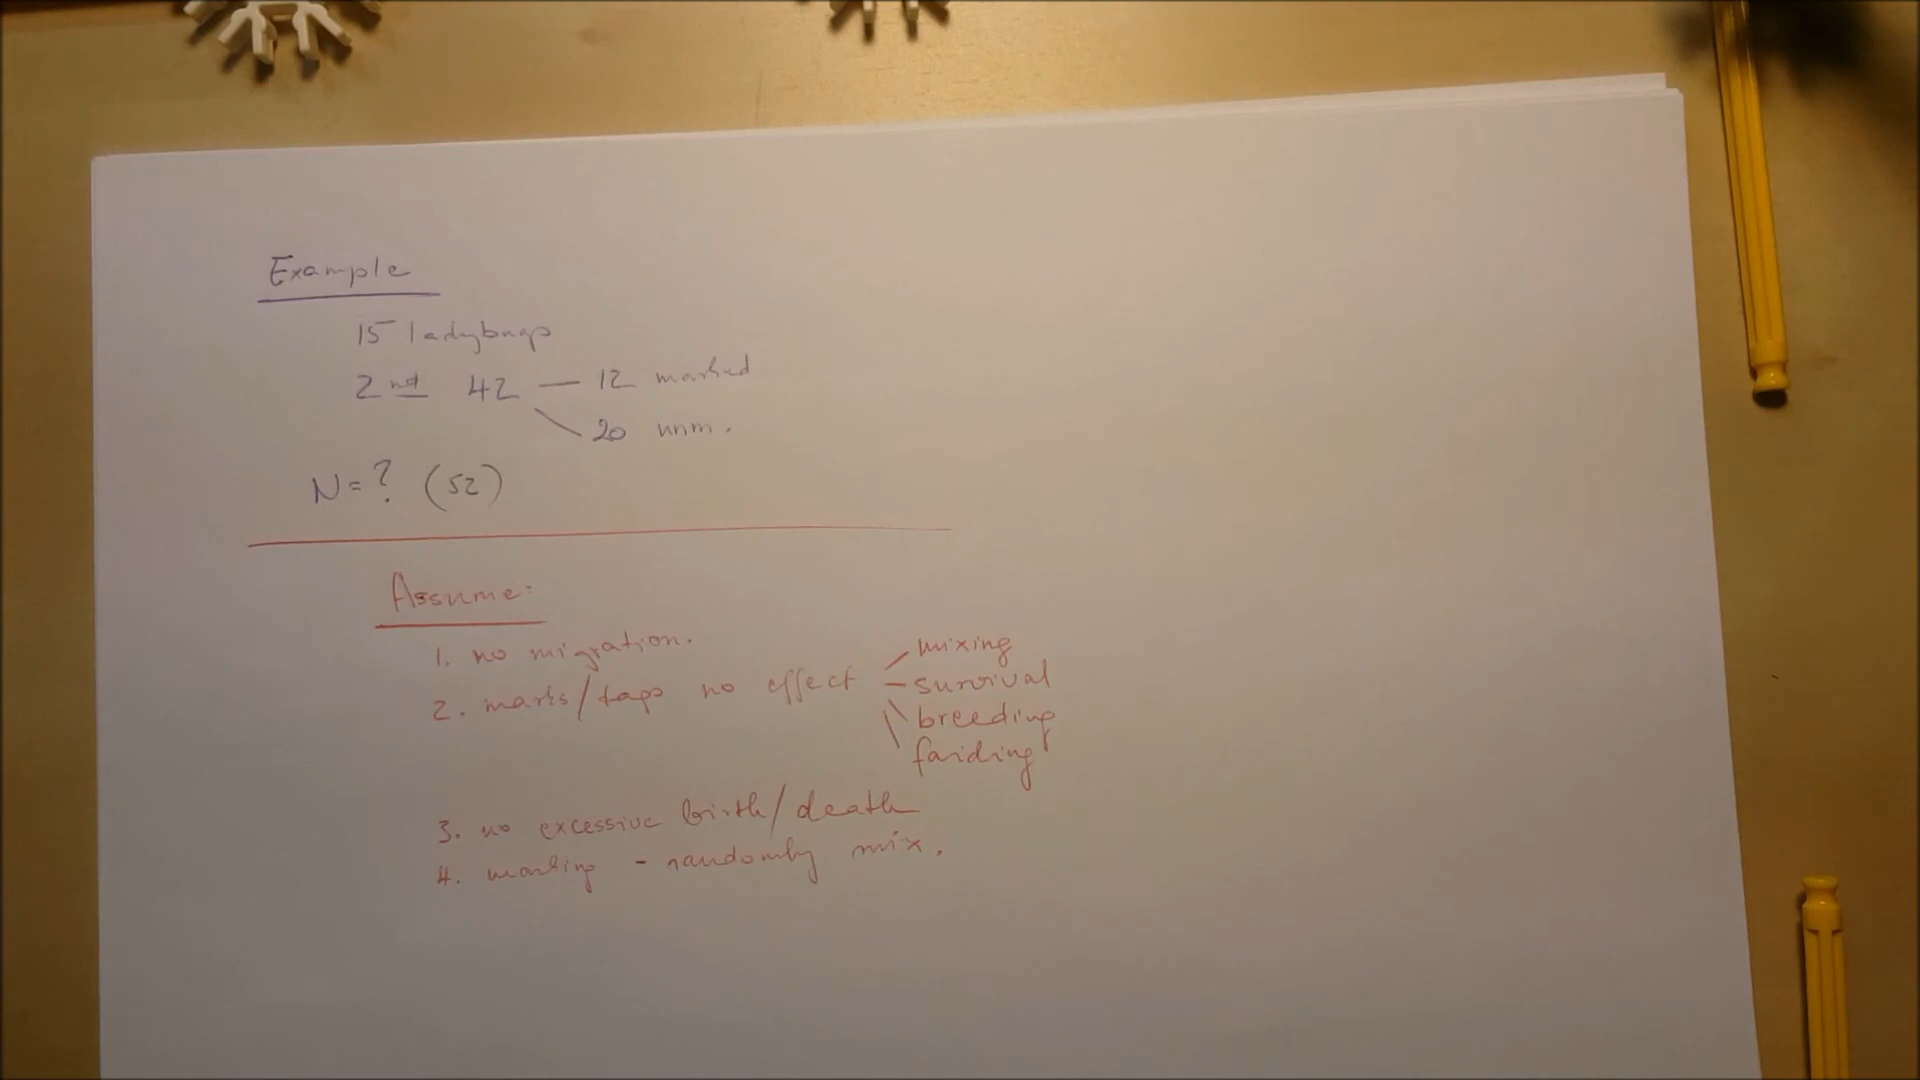 Example
15 ladybugs
2nd 42 — 12 marked
20 unm.
N = ? (52)
Assume:
1. no migration.
2. marks/tags no effect
mixing
survival
breeding
faiding
3. no excessive birth/death
4. marking - randomly mix.